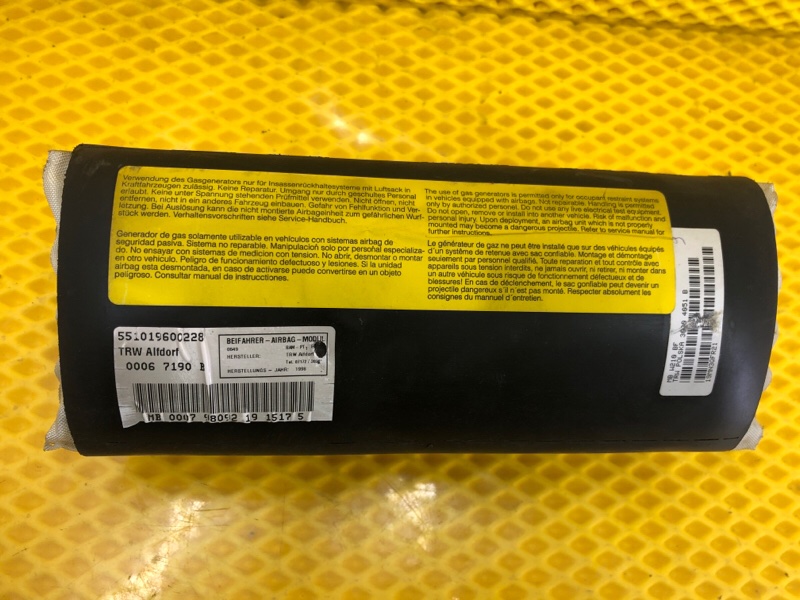 Verwendung des Gasgenerators nur für Insassenrückhaltesysteme mit Luftsack in
Kraftfahrzeugen zulässig. Keine Reparatur. Umgang nur durch geschultes Personal
erlaubt. Keine unter Spannung stehenden Prüfmittel verwenden. Nicht öffnen, nicht
entfernen, nicht in ein anderes Fahrzeug einbauen. Gefahr von Fehlfunktion und Ver-
letzung. Bei Auslösung kann die nicht montierte Airbageinheit zum gefährlichen Wurf-
stück werden. Verhaltensvorschriften siehe Service-Handbuch.
Generador de gas solamente utilizable en vehículos con sistemas airbag de
seguridad pasiva. Sistema no reparable. Manipulacion solo por personal especializa-
do. No ensayar con sistemas de medicion con tension. No abrir, desmontar o montar
en otro vehículo. Peligro de funcionamiento defectuoso y lesiones. Si la unidad
airbag esta desmontada, en caso de activarse puede convertirse en un objeto
peligroso. Consultar manual de instrucciones.
The use of gas generators is permitted only for occupant restraint systems
in vehicles equipped with airbags. Not reparable. Handling is permitted
only by authorized personel. Do not use any live electrical test equipment.
Do not open, remove or install into another vehicle. Risk of malfunction and
personal injury. Upon deployment, an airbag unit which is not properly
mounted may become a dangerous projectile. Refer to service manual for
further instructions.
Le générateur de gaz ne peut être installé que sur des véhicules équipés
d'un système de retenue avec sac gonflable. Montage et démontage
seulement par personnel qualifié. Toute reparation et tout contrôle avec
appareils sous tension interdits, ne jamais ouvrir, ni retirer, ni monter dans
un autre véhicule sous risque de fonctionnement défectueux et de
blessures! En cas de déclenchement, le sac gonflable peut devenir un
projectile dangereux s'il n'est pas monté. Respecter absolument les
consignes du manuel d'entretien.
551019600228
TRW Alfdorf
0006 7190 B
BEIFAHRER-AIRBAG-MODUL
HERSTELLER:
TRW Alfdorf
HERSTELLUNGS-JAHR: 1998
MB 0007 98092 19 1517 5
MB W210 BF
TRW POLSKA
4651 B